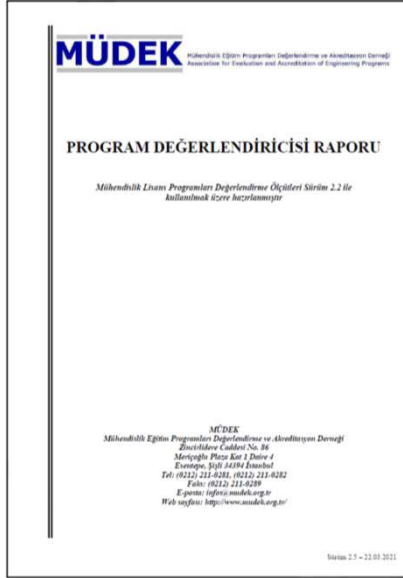 MÜDEK
Mühendislik Eğitim Programları Değerlendirme ve Akreditasyon Derneği
Association for Evaluation and Accreditation of Engineering Programs
PROGRAM DEĞERLENDİRİCİSİ RAPORU
Mühendislik Lisans Programları Değerlendirme Ölçütleri Sürüm 2.2 ile
kullanılmak üzere hazırlanmıştır
MÜDEK
Mühendislik Eğitim Programları Değerlendirme ve Akreditasyon Derneği
Zincirlidere Caddesi No. 86
Meriçoğlu Plaza Kat 1 Daire 4
Esentepe, Şişli 34394 İstanbul
Tel: (0212) 211-0281, (0212) 211-0282
Faks: (0212) 211-0289
E-posta: infor@mudek.org.tr
Web sayfası: http://www.mudek.org.tr/
Sürüm 2.5 – 22.03.2021